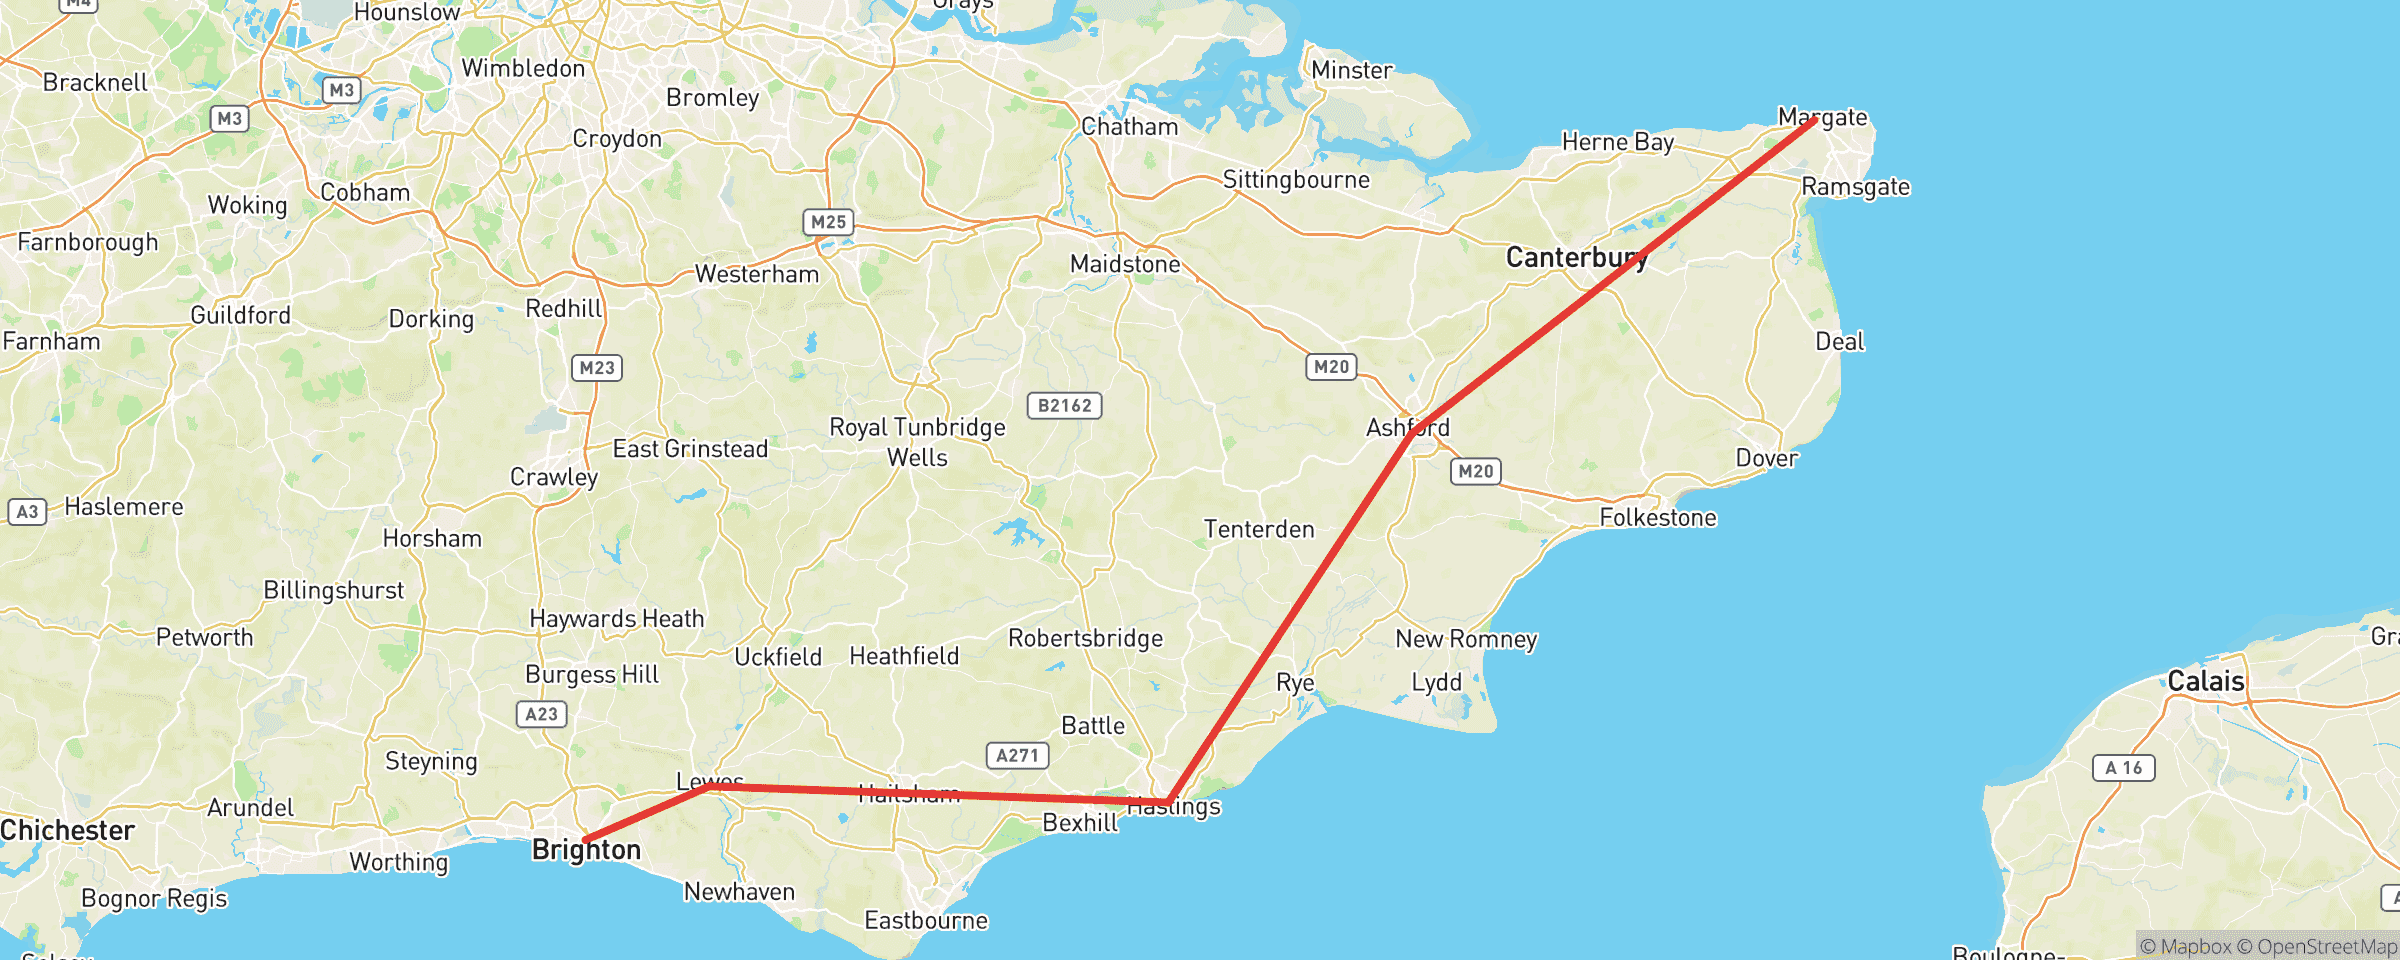 M4
Hounslow
Grays
Bracknell
M3
Wimbledon
Bromley
Minster
M3
Croydon
Chatham
Margate
Herne Bay
Cobham
Sittingbourne
Ramsgate
Woking
M25
Farnborough
Westerham
Maidstone
Canterbury
Guildford
Dorking
Redhill
Farnham
Deal
M23
M20
B2162
Royal Tunbridge
Wells
Ashford
East Grinstead
Dover
Crawley
M20
A3
Haslemere
Folkestone
Horsham
Tenterden
Billingshurst
Haywards Heath
Petworth
Robertsbridge
New Romney
Gra
Uckfield
Heathfield
Burgess Hill
Rye
Lydd
Calais
A23
Battle
A271
Steyning
A 16
Lewes
Hailsham
Arundel
Hastings
Bexhill
Chichester
Brighton
Worthing
Newhaven
Bognor Regis
Eastbourne
A
Selsey
Boulogne-
© Mapbox © OpenStreetMap